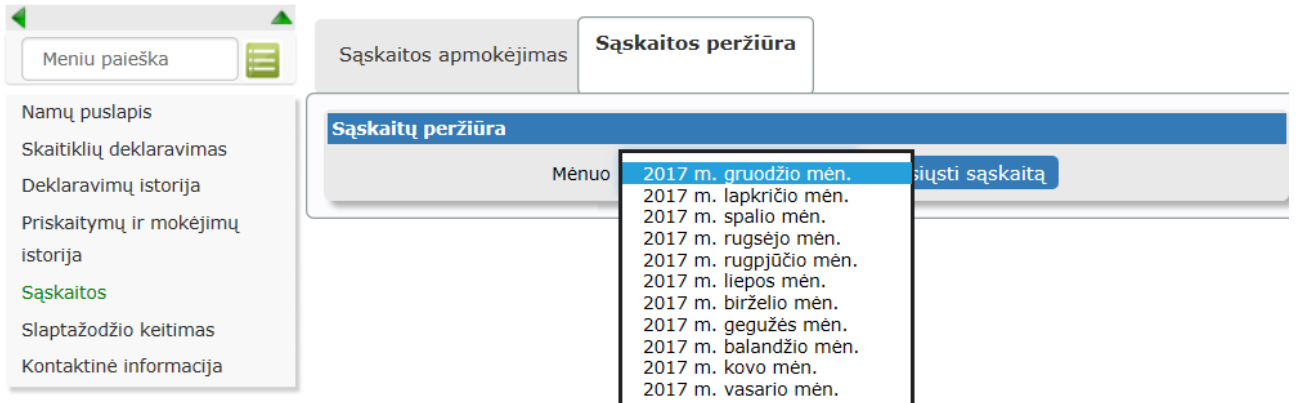 Meniu paieška
Namų puslapis
Skaitiklių deklaravimas
Deklaravimų istorija
Priskaitymų ir mokėjimų
istorija
Sąskaitos
Slaptažodžio keitimas
Kontaktinė informacija
Sąskaitos apmokėjimas
Sąskaitos peržiūra
Sąskaitų peržiūra
Mėnuo
2017 m. gruodžio mėn.
2017 m. lapkričio mėn.
2017 m. spalio mėn.
2017 m. rugsėjo mėn.
2017 m. rugpjūčio mėn.
2017 m. liepos mėn.
2017 m. birželio mėn.
2017 m. gegužės mėn.
2017 m. balandžio mėn.
2017 m. kovo mėn.
2017 m. vasario mėn.
siųsti sąskaitą